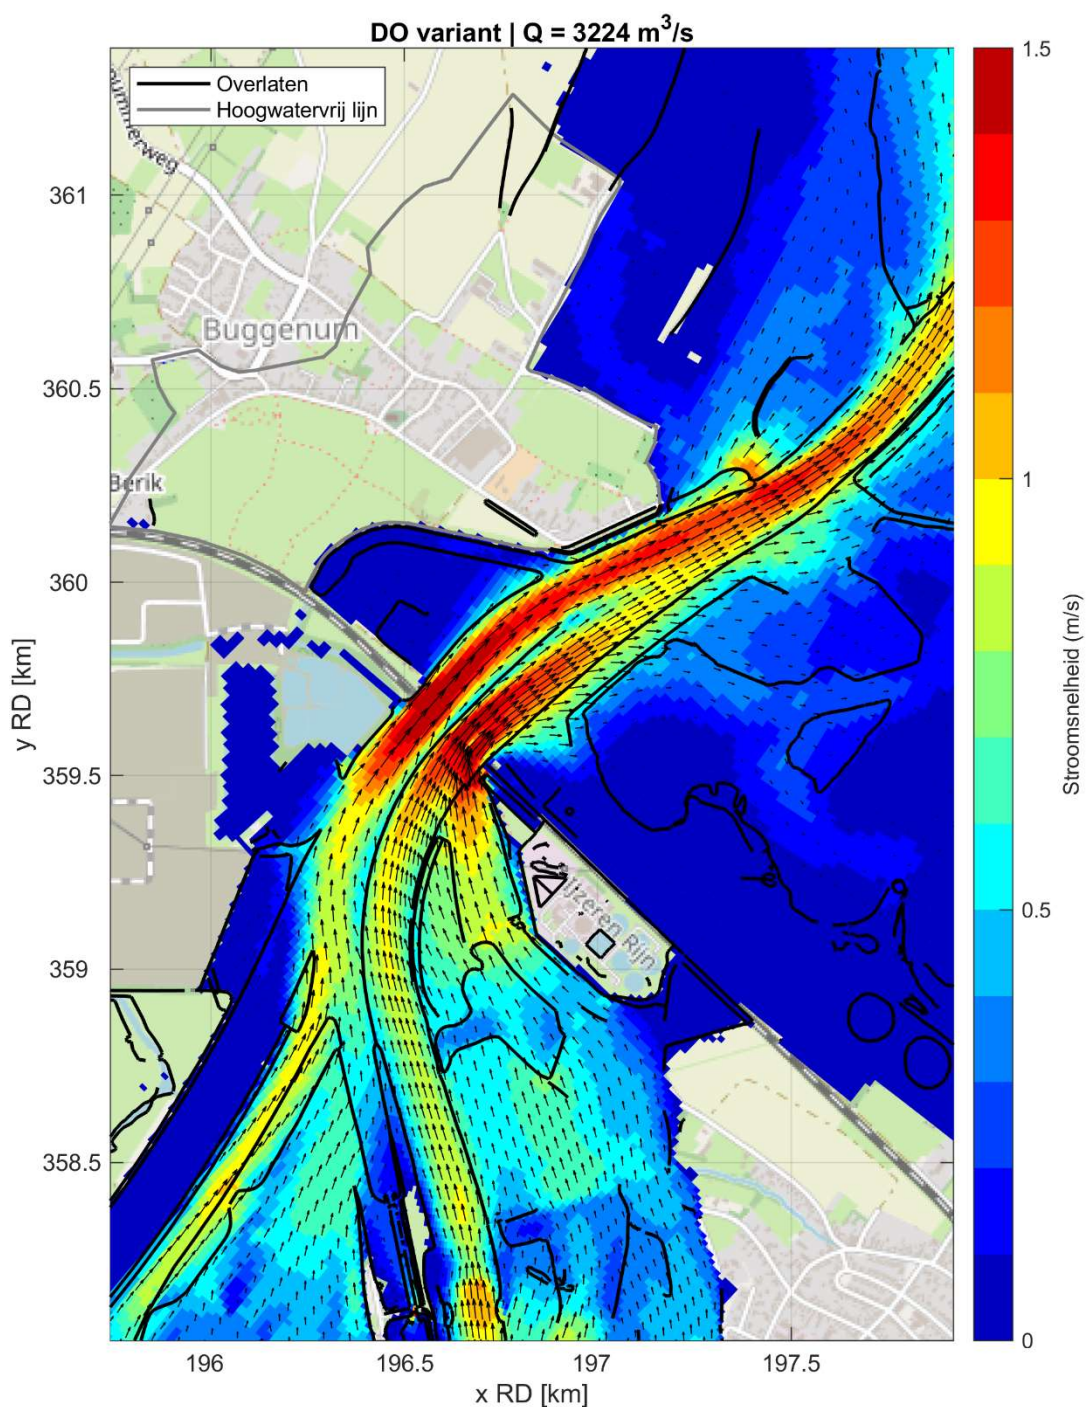 DO variant | Q = 3224 m³/s
Overlaten
Hoogwatervrij lijn
Buggenum
Berik
IJzeren Rijn
361
360.5
360
359.5
359
358.5
y RD [km]
196
196.5
197
197.5
x RD [km]
1.5
1
0.5
0
Stroomsnelheid (m/s)